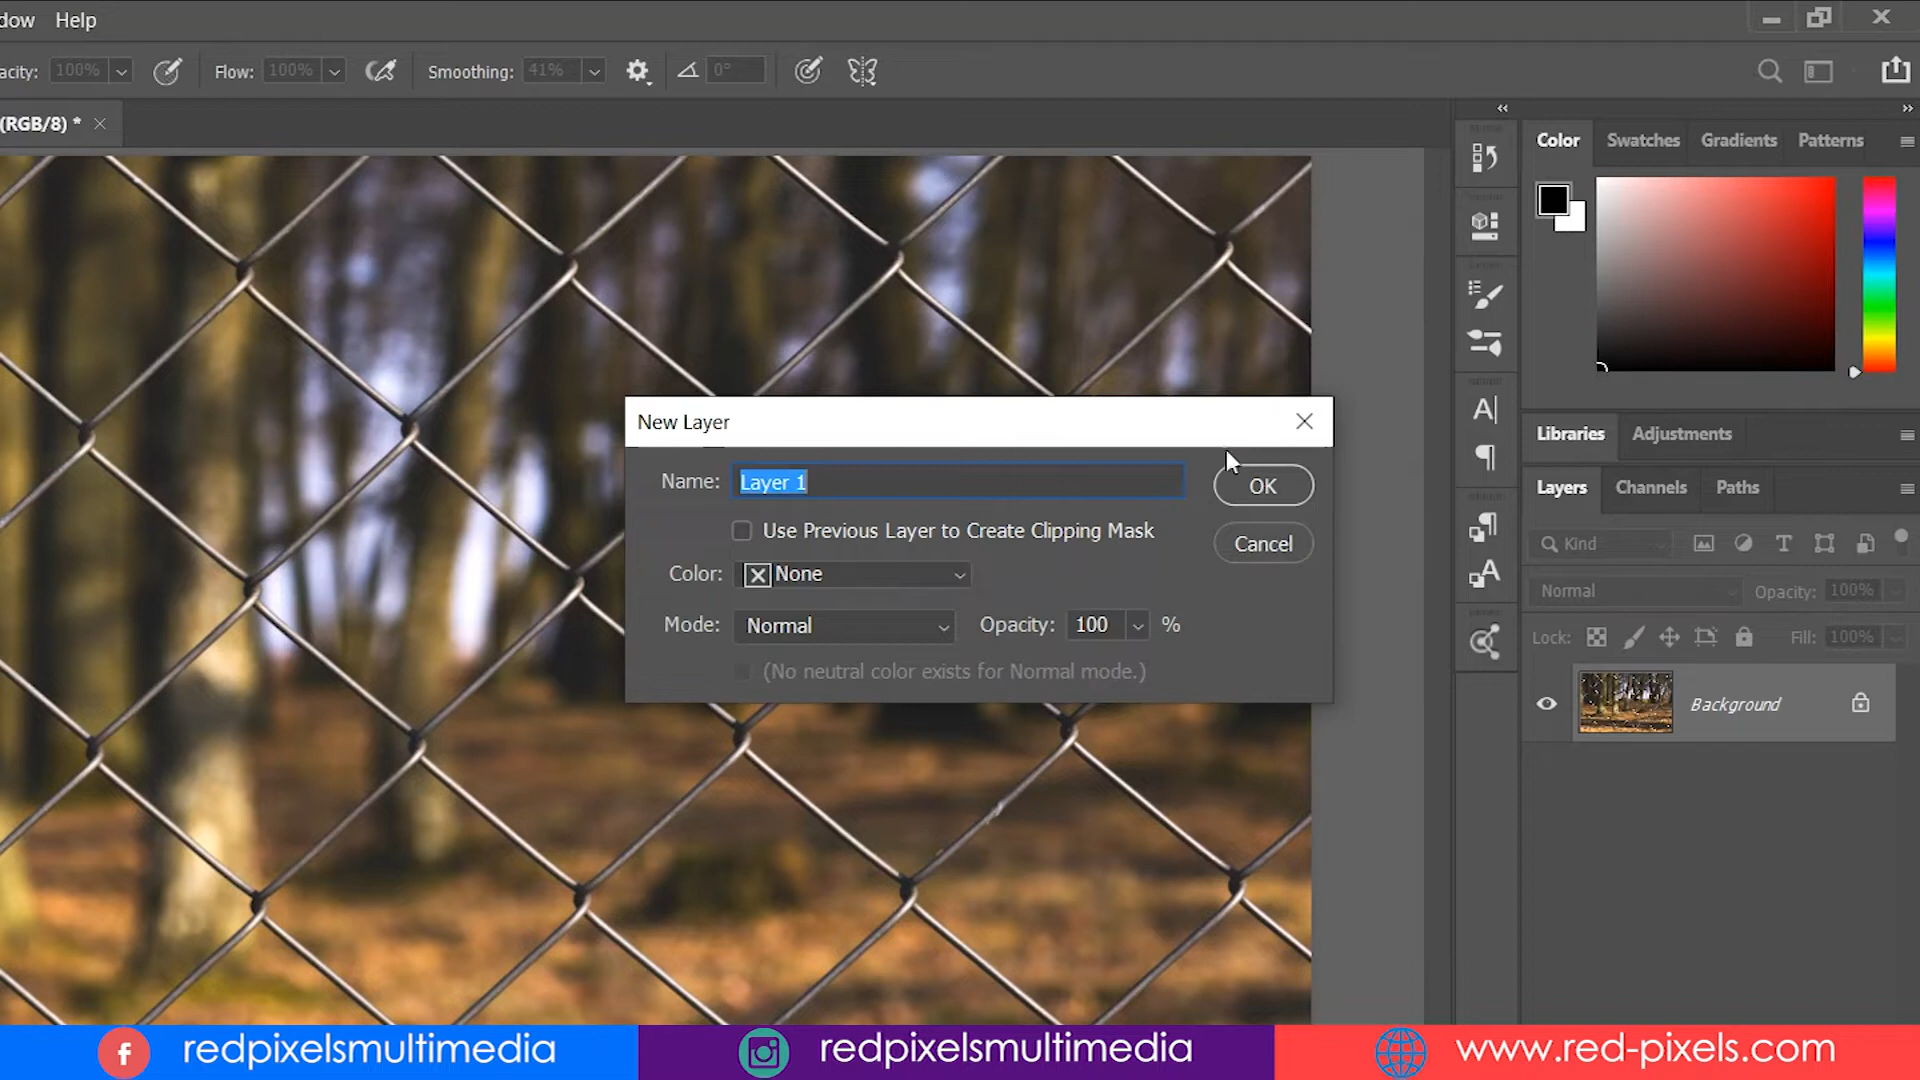 dow Help
acity: 100% Flow: 100% Smoothing: 41% 0°
(RGB/8) *
Color Swatches Gradients Patterns
New Layer
Name: Layer 1
OK
Use Previous Layer to Create Clipping Mask
Cancel
Color: None
Mode: Normal Opacity: 100 %
(No neutral color exists for Normal mode.)
Libraries Adjustments
Layers Channels Paths
Kind
Normal Opacity: 100%
Lock: Fill: 100%
Background
redpixelsmultimedia redpixelsmultimedia www.red-pixels.com